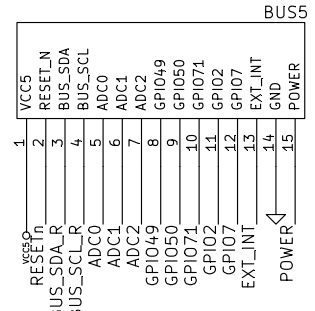 BUS5
VCC5
RESET_N
BUS_SDA
BUS_SCL
ADC0
ADC1
ADC2
GPIO49
GPIO50
GPIO71
GPIO2
GPIO7
EXT_INT
GND
POWER
1
2
3
4
5
6
7
8
9
10
11
12
13
14
15
VCC5
RESETn
BUS_SDA_R
BUS_SCL_R
ADC0
ADC1
ADC2
GPIO49
GPIO50
GPIO71
GPIO2
GPIO7
EXT_INT
POWER